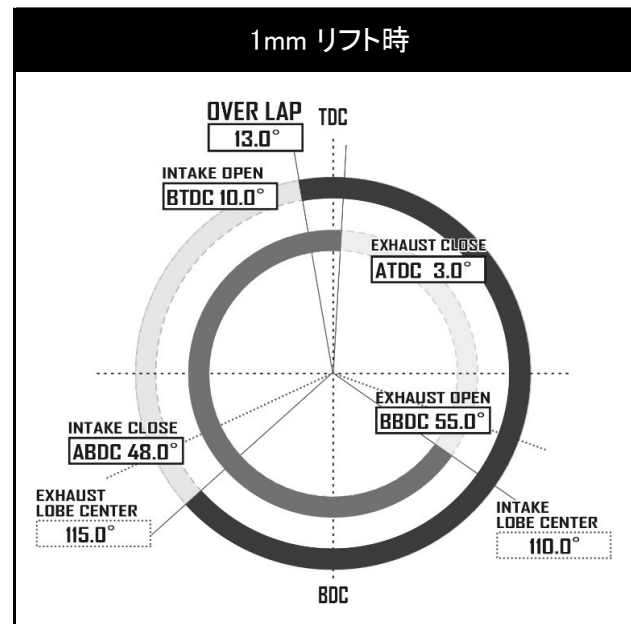 1mm リフト時
OVER LAP
13.0°
TDC
INTAKE OPEN
BTDC 10.0°
EXHAUST CLOSE
ATDC 3.0°
EXHAUST OPEN
BBDC 55.0°
INTAKE CLOSE
ABDC 48.0°
EXHAUST
LOBE CENTER
115.0°
INTAKE
LOBE CENTER
110.0°
BDC